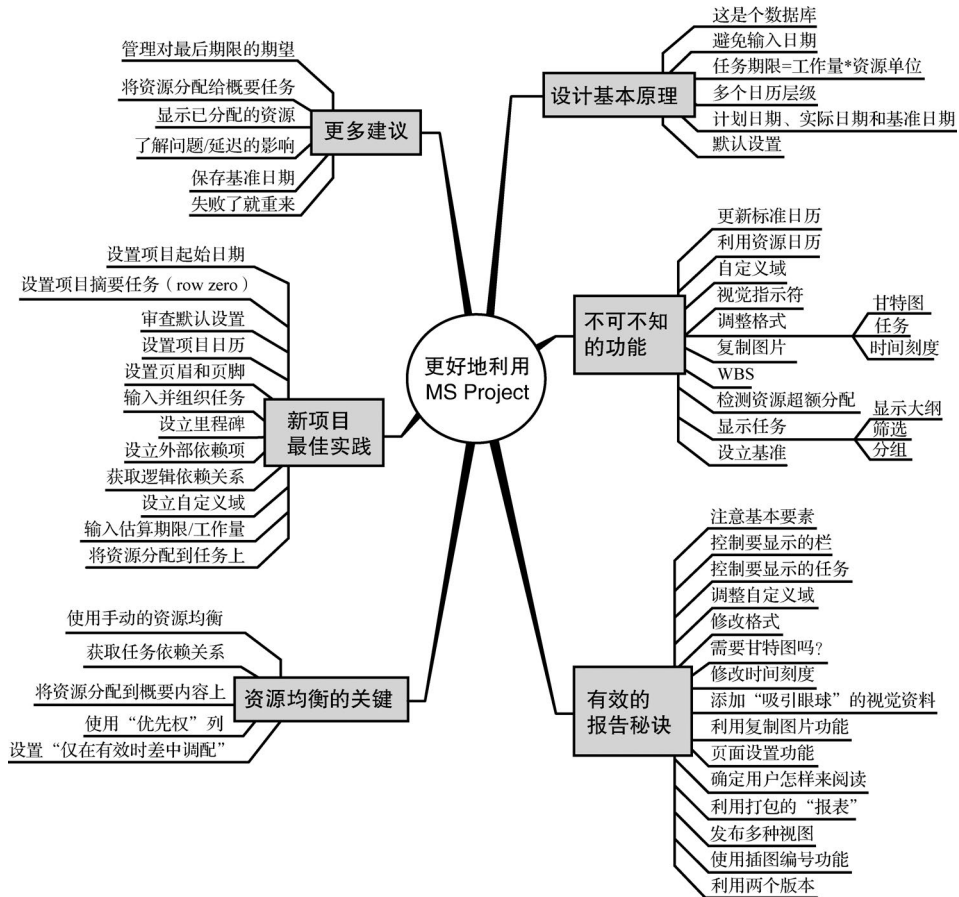 更好地利用
MS Project
设计基本原理
这是个数据库
避免输入日期
任务期限=工作量*资源单位
多个日历层级
计划日期、实际日期和基准日期
默认设置
不可不知
的功能
更新标准日历
利用资源日历
自定义域
视觉指示符
调整格式
甘特图
任务
时间刻度
复制图片
WBS
检测资源超额分配
显示任务
显示大纲
筛选
分组
设立基准
有效的
报告秘诀
注意基本要素
控制要显示的栏
控制要显示的任务
调整自定义域
修改格式
需要甘特图吗?
修改时间刻度
添加“吸引眼球”的视觉资料
利用复制图片功能
页面设置功能
确定用户怎样来阅读
利用打包的“报表”
发布多种视图
使用插图编号功能
利用两个版本
更多建议
管理对最后期限的期望
将资源分配给概要任务
显示已分配的资源
了解问题/延迟的影响
保存基准日期
失败了就重来
新项目
最佳实践
设置项目起始日期
设置项目摘要任务（row zero）
审查默认设置
设置项目日历
设置页眉和页脚
输入并组织任务
设立里程碑
设立外部依赖项
获取逻辑依赖关系
设立自定义域
输入估算期限/工作量
将资源分配到任务上
资源均衡的关键
使用手动的资源均衡
获取任务依赖关系
将资源分配到概要内容上
使用“优先权”列
设置“仅在有效时差中调配”